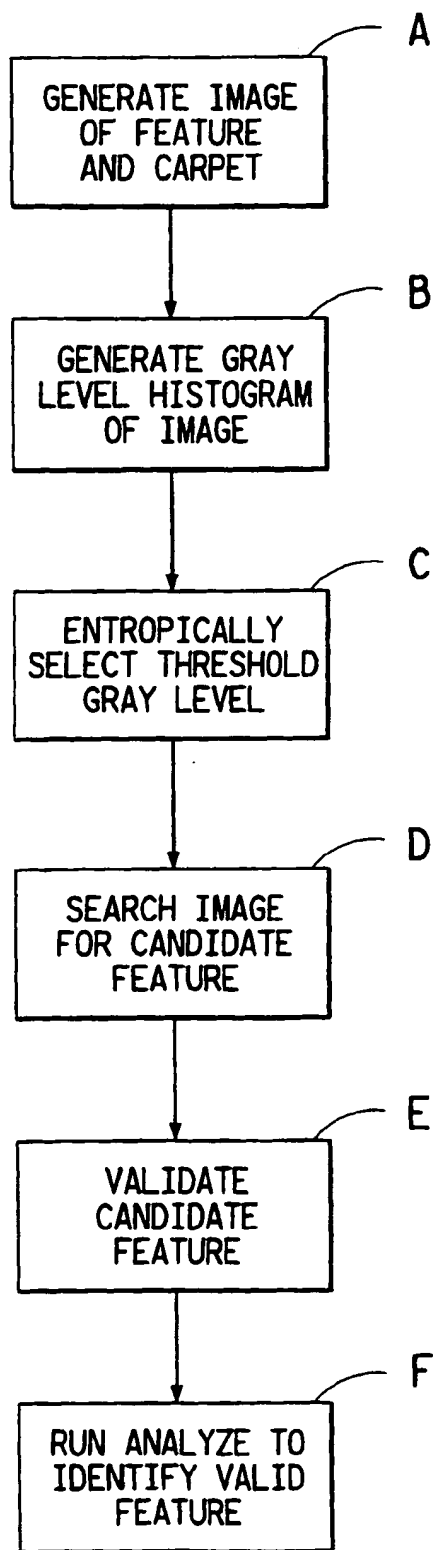 A
GENERATE IMAGE
OF FEATURE
AND CARPET
B
GENERATE GRAY
LEVEL HISTOGRAM
OF IMAGE
C
ENTROPICALLY
SELECT THRESHOLD
GRAY LEVEL
D
SEARCH IMAGE
FOR CANDIDATE
FEATURE
E
VALIDATE
CANDIDATE
FEATURE
F
RUN ANALYZE TO
IDENTIFY VALID
FEATURE